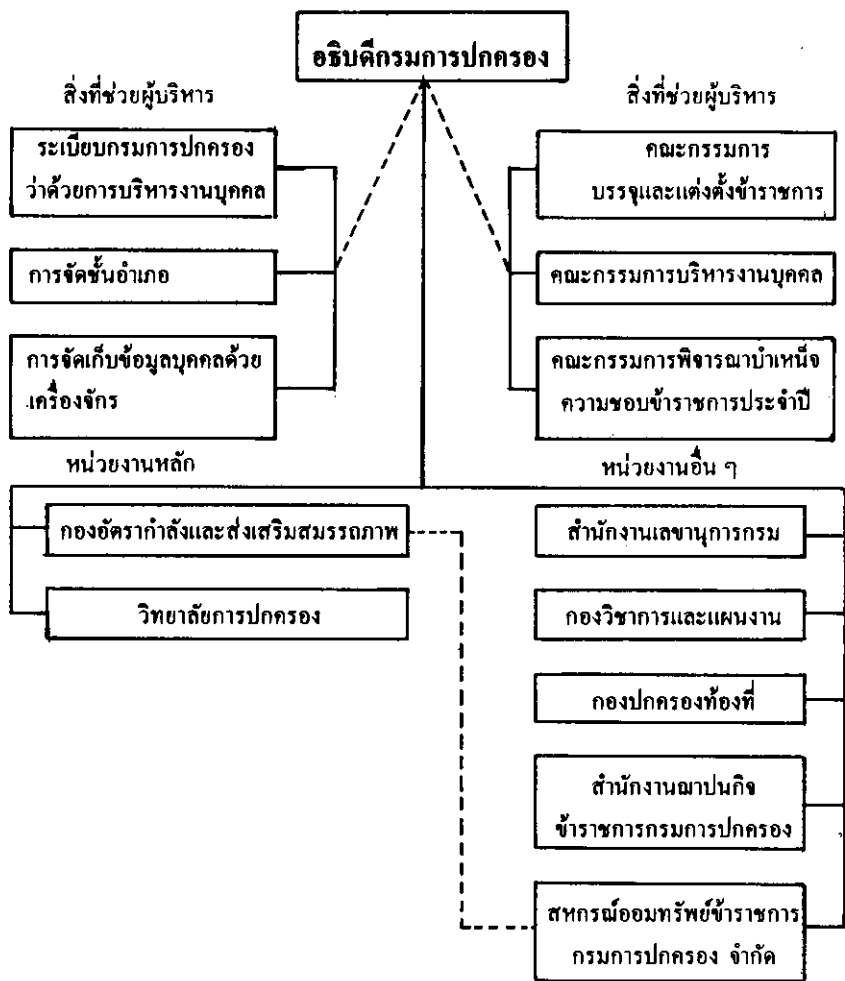 อธิบดีกรมการปกครอง
สิ่งที่ช่วยผู้บริหาร
ระเบียบกรมการปกครอง
ว่าด้วยการบริหารงานบุคคล
การจัดชั้นอำเภอ
การจัดเก็บข้อมูลบุคคลด้วย
เครื่องจักร
สิ่งที่ช่วยผู้บริหาร
คณะกรรมการ
บรรจุและแต่งตั้งข้าราชการ
คณะกรรมการบริหารงานบุคคล
คณะกรรมการพิจารณาบำเหน็จ
ความชอบข้าราชการประจำปี
หน่วยงานหลัก
กองอัตรากำลังและส่งเสริมสมรรถภาพ
วิทยาลัยการปกครอง
หน่วยงานอื่น ๆ
สำนักงานเลขานุการกรม
กองวิชาการและแผนงาน
กองปกครองท้องที่
สำนักงานฌาปนกิจ
ข้าราชการกรมการปกครอง
สหกรณ์ออมทรัพย์ข้าราชการ
กรมการปกครอง จำกัด